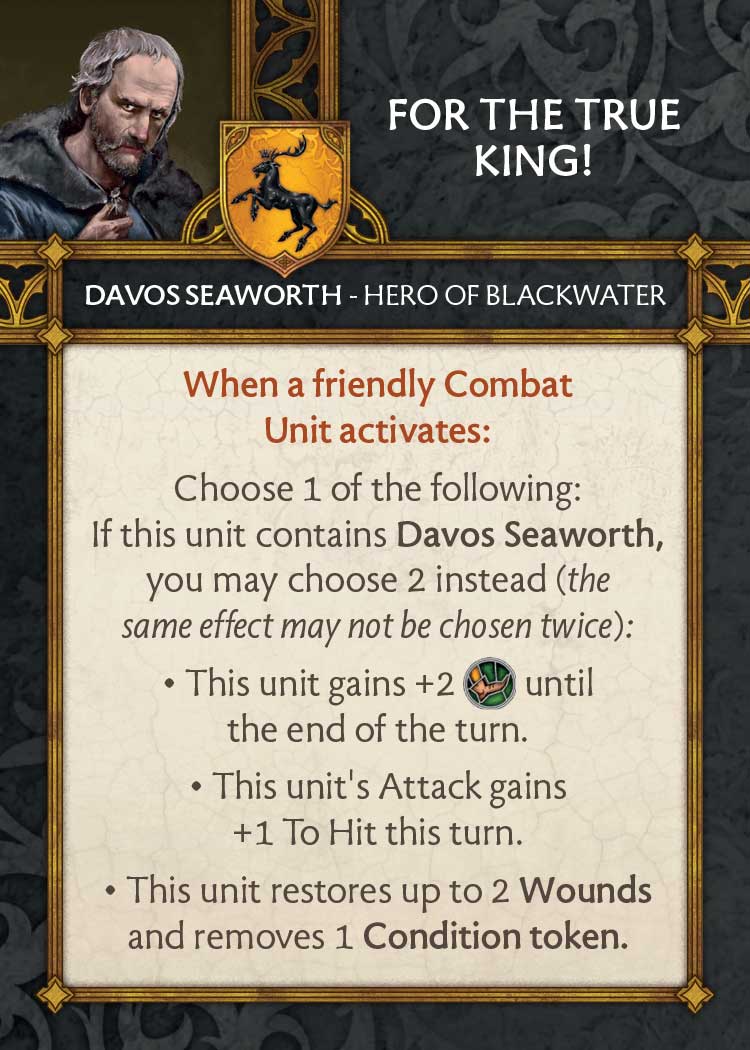 FOR THE TRUE
KING!
DAVOS SEAWORTH - HERO OF BLACKWATER
When a friendly Combat
Unit activates:
Choose 1 of the following:
If this unit contains Davos Seaworth,
you may choose 2 instead (the
same effect may not be chosen twice):
• This unit gains +2 until
the end of the turn.
• This unit's Attack gains
+1 To Hit this turn.
• This unit restores up to 2 Wounds
and removes 1 Condition token.